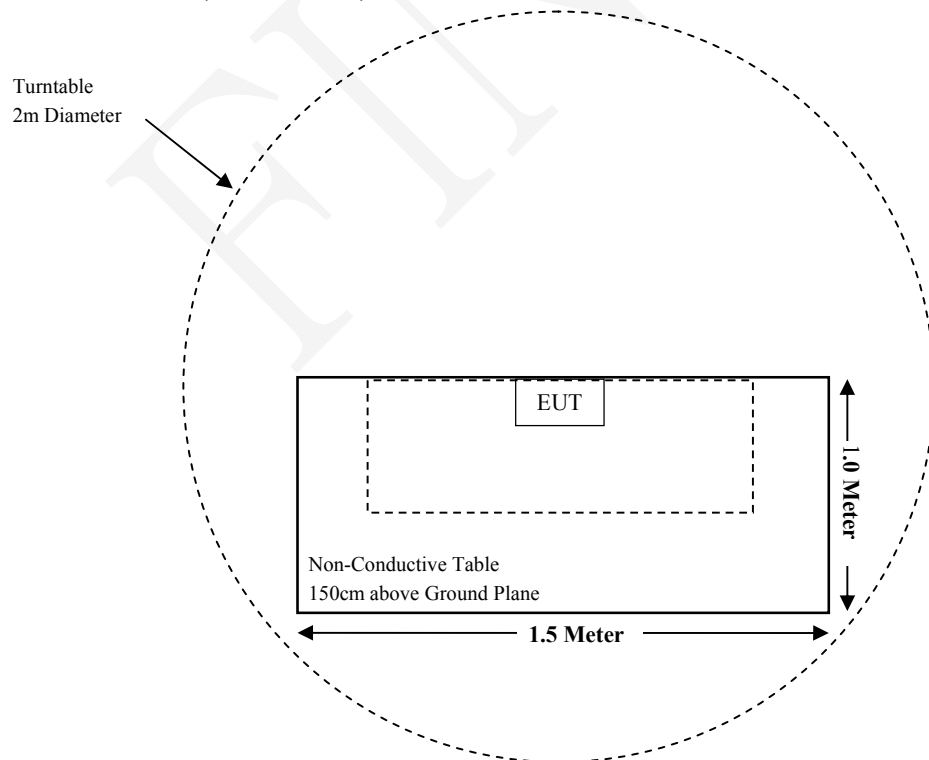 Turntable
2m Diameter
EUT
1.0 Meter
Non-Conductive Table
150cm above Ground Plane
1.5 Meter